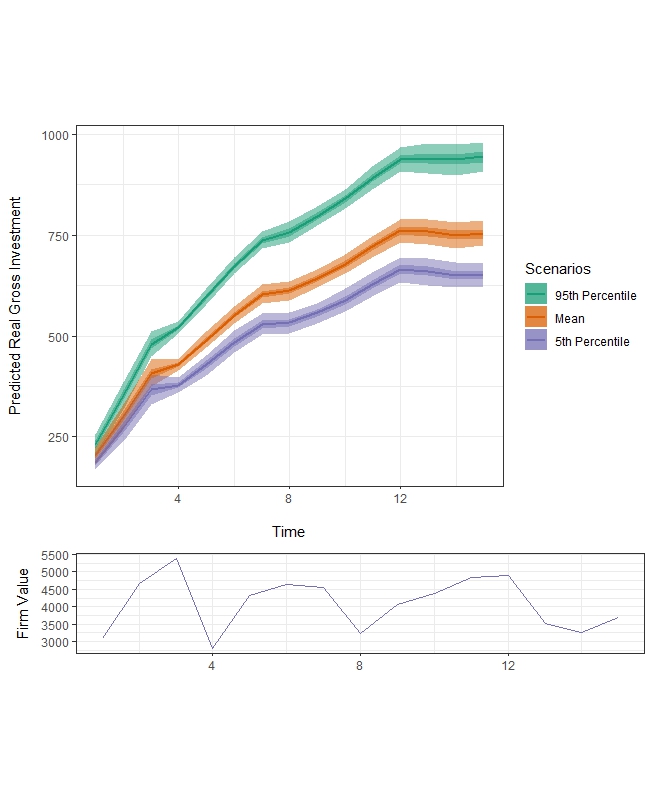 Predicted Real Gross Investment
1000
750
500
250
4 8 12
Time
Scenarios
95th Percentile
Mean
5th Percentile
Firm Value
5500
5000
4500
4000
3500
3000
4 8 12